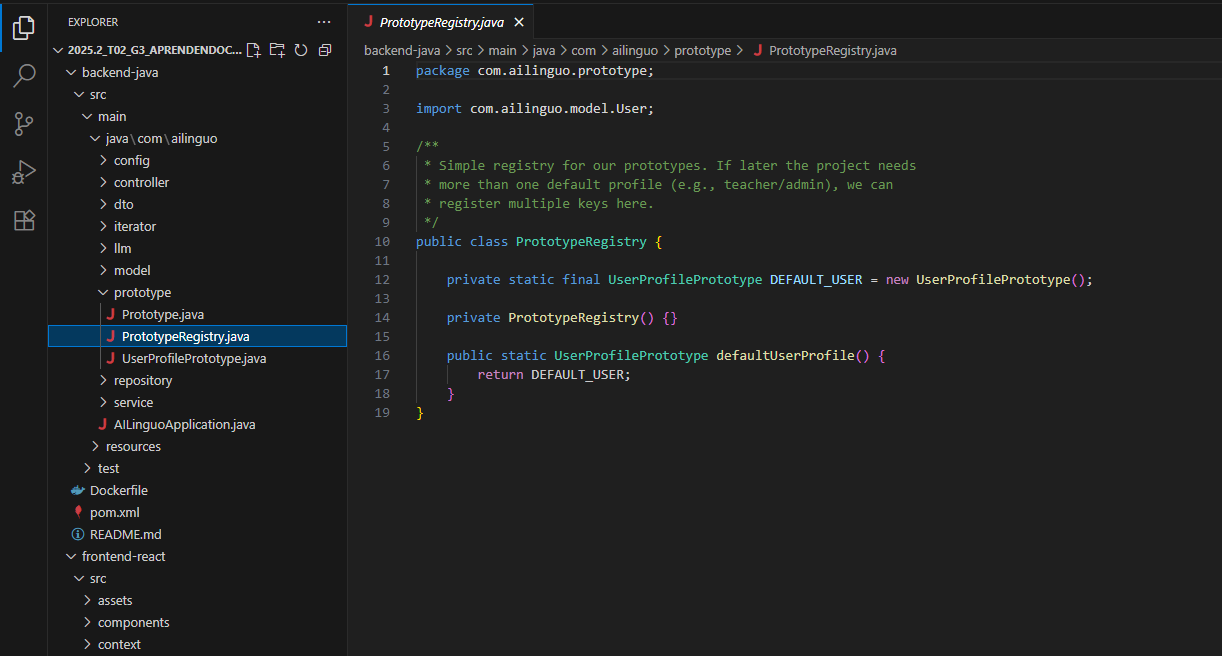 EXPLORER
2025.2_T02_G3_APRENDENDOC...
backend-java
src
main
java\com\ailinguo
config
controller
dto
iterator
llm
model
prototype
Prototype.java
PrototypeRegistry.java
UserProfilePrototype.java
repository
service
AILinguoApplication.java
resources
test
Dockerfile
pom.xml
README.md
frontend-react
src
assets
components
context
PrototypeRegistry.java
backend-java > src > main > java > com > ailinguo > prototype > PrototypeRegistry.java
1 package com.ailinguo.prototype;
2
3 import com.ailinguo.model.User;
4
5 /**
6 * Simple registry for our prototypes. If later the project needs
7 * more than one default profile (e.g., teacher/admin), we can
8 * register multiple keys here.
9 */
10 public class PrototypeRegistry {
11
12 private static final UserProfilePrototype DEFAULT_USER = new UserProfilePrototype();
13
14 private PrototypeRegistry() {}
15
16 public static UserProfilePrototype defaultUserProfile() {
17 return DEFAULT_USER;
18 }
19 }